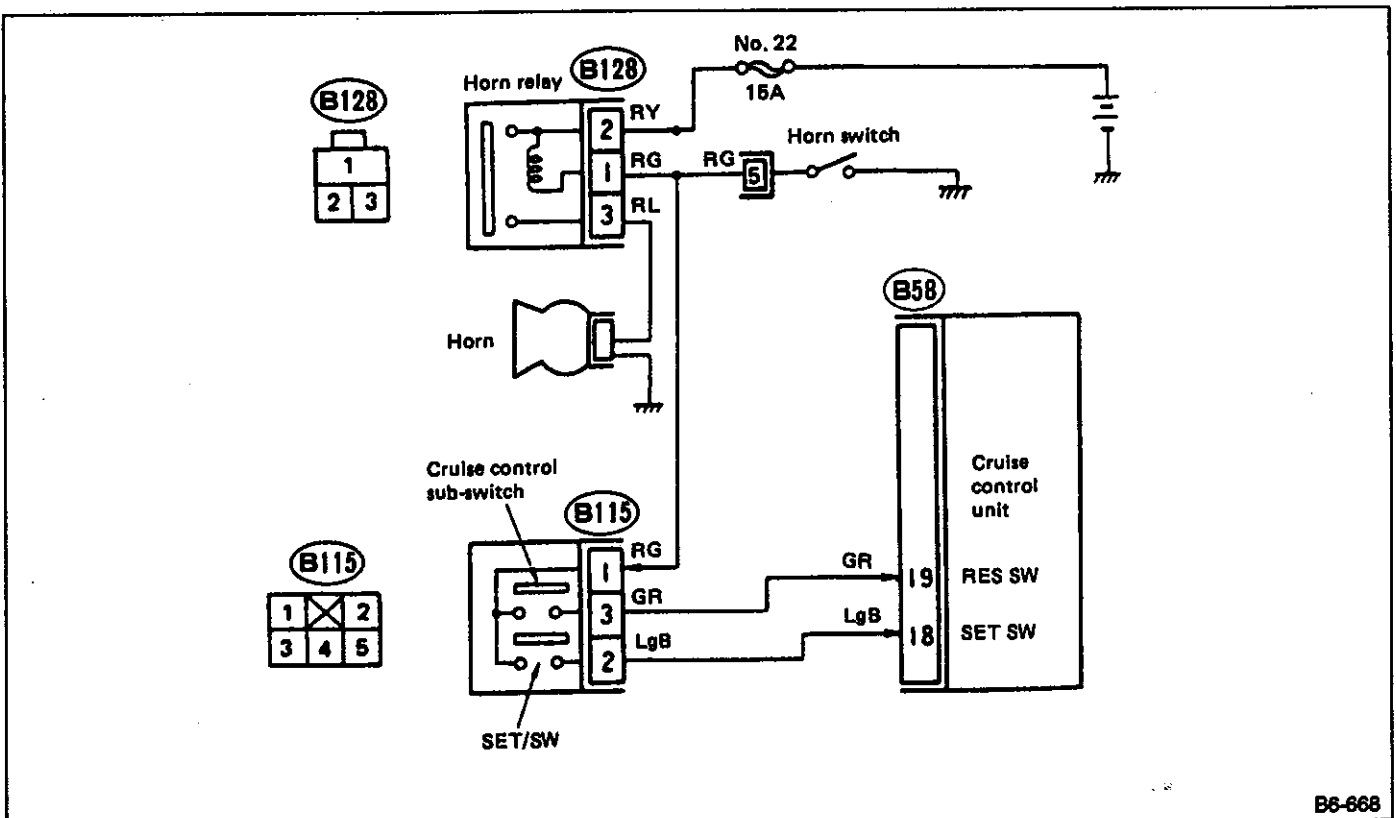 No. 22
15A
B128
Horn relay
B128
1
2 3
2 RY
1 RG
3 RL
RG
5
Horn switch
Horn
B58
Cruise control
sub-switch
B115
B115
1 2
3 4 5
1 RG
3 GR
2 LgB
SET/SW
GR
LgB
19 RES SW
18 SET SW
Cruise
control
unit
B6-668